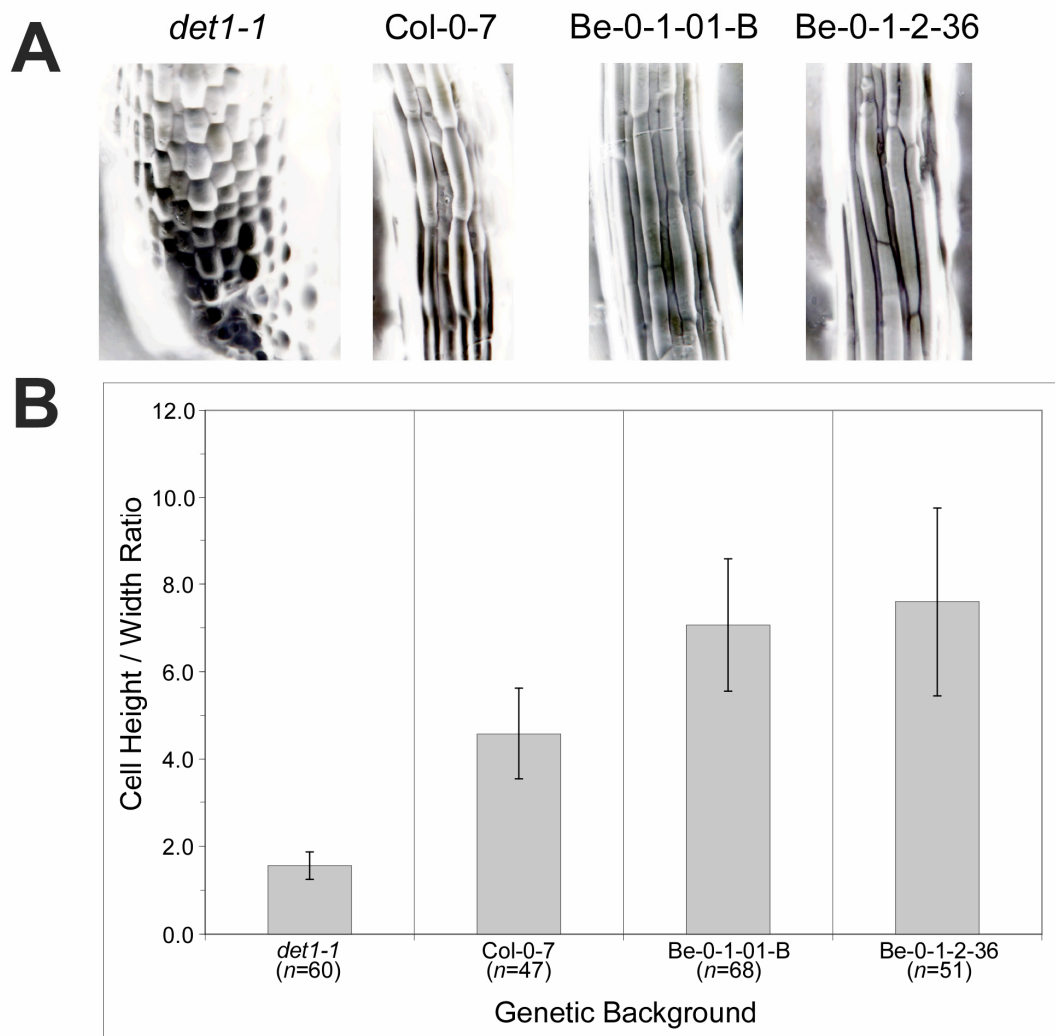 A
det1-1 Col-0-7 Be-0-1-01-B Be-0-1-2-36
B
Cell Height / Width Ratio
12.0
10.0
8.0
6.0
4.0
2.0
0.0
det1-1 Col-0-7 Be-0-1-01-B Be-0-1-2-36
(n=60) (n=47) (n=68) (n=51)
Genetic Background